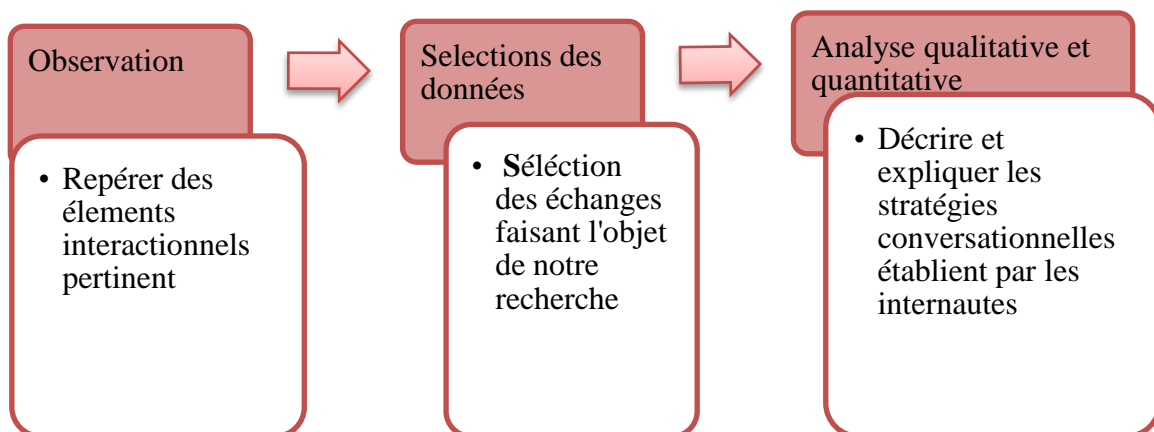 Observation
• Repérer des
élements
interactionnels
pertinent
Selections des
données
• Séléction
des échanges
faisant l'objet
de notre
recherche
Analyse qualitative et
quantitative
• Décrire et
expliquer les
stratégies
conversationnelles
établient par les
internautes